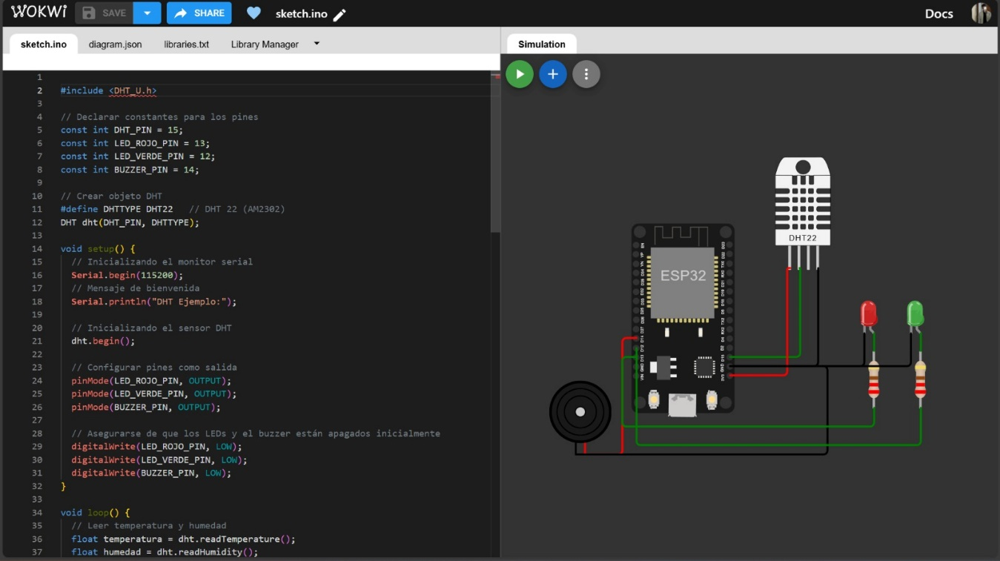 WOKWI SAVE SHARE sketch.ino Docs
sketch.ino diagram.json libraries.txt Library Manager
Simulation
1
2 #include <DHT_U.h>
3
4 // Declarar constantes para los pines
5 const int DHT_PIN = 15;
6 const int LED_ROJO_PIN = 13;
7 const int LED_VERDE_PIN = 12;
8 const int BUZZER_PIN = 14;
9
10 // Crear objeto DHT
11 #define DHTTYPE DHT22 // DHT 22 (AM2302)
12 DHT dht(DHT_PIN, DHTTYPE);
13
14 void setup() {
15 // Inicializando el monitor serial
16 Serial.begin(115200);
17 // Mensaje de bienvenida
18 Serial.println("DHT Ejemplo:");
19
20 // Inicializando el sensor DHT
21 dht.begin();
22
23 // Configurar pines como salida
24 pinMode(LED_ROJO_PIN, OUTPUT);
25 pinMode(LED_VERDE_PIN, OUTPUT);
26 pinMode(BUZZER_PIN, OUTPUT);
27
28 // Asegurarse de que los LEDs y el buzzer están apagados inicialmente
29 digitalWrite(LED_ROJO_PIN, LOW);
30 digitalWrite(LED_VERDE_PIN, LOW);
31 digitalWrite(BUZZER_PIN, LOW);
32 }
33
34 void loop() {
35 // Leer temperatura y humedad
36 float temperatura = dht.readTemperature();
37 float humedad = dht.readHumidity();
DHT22
ESP32